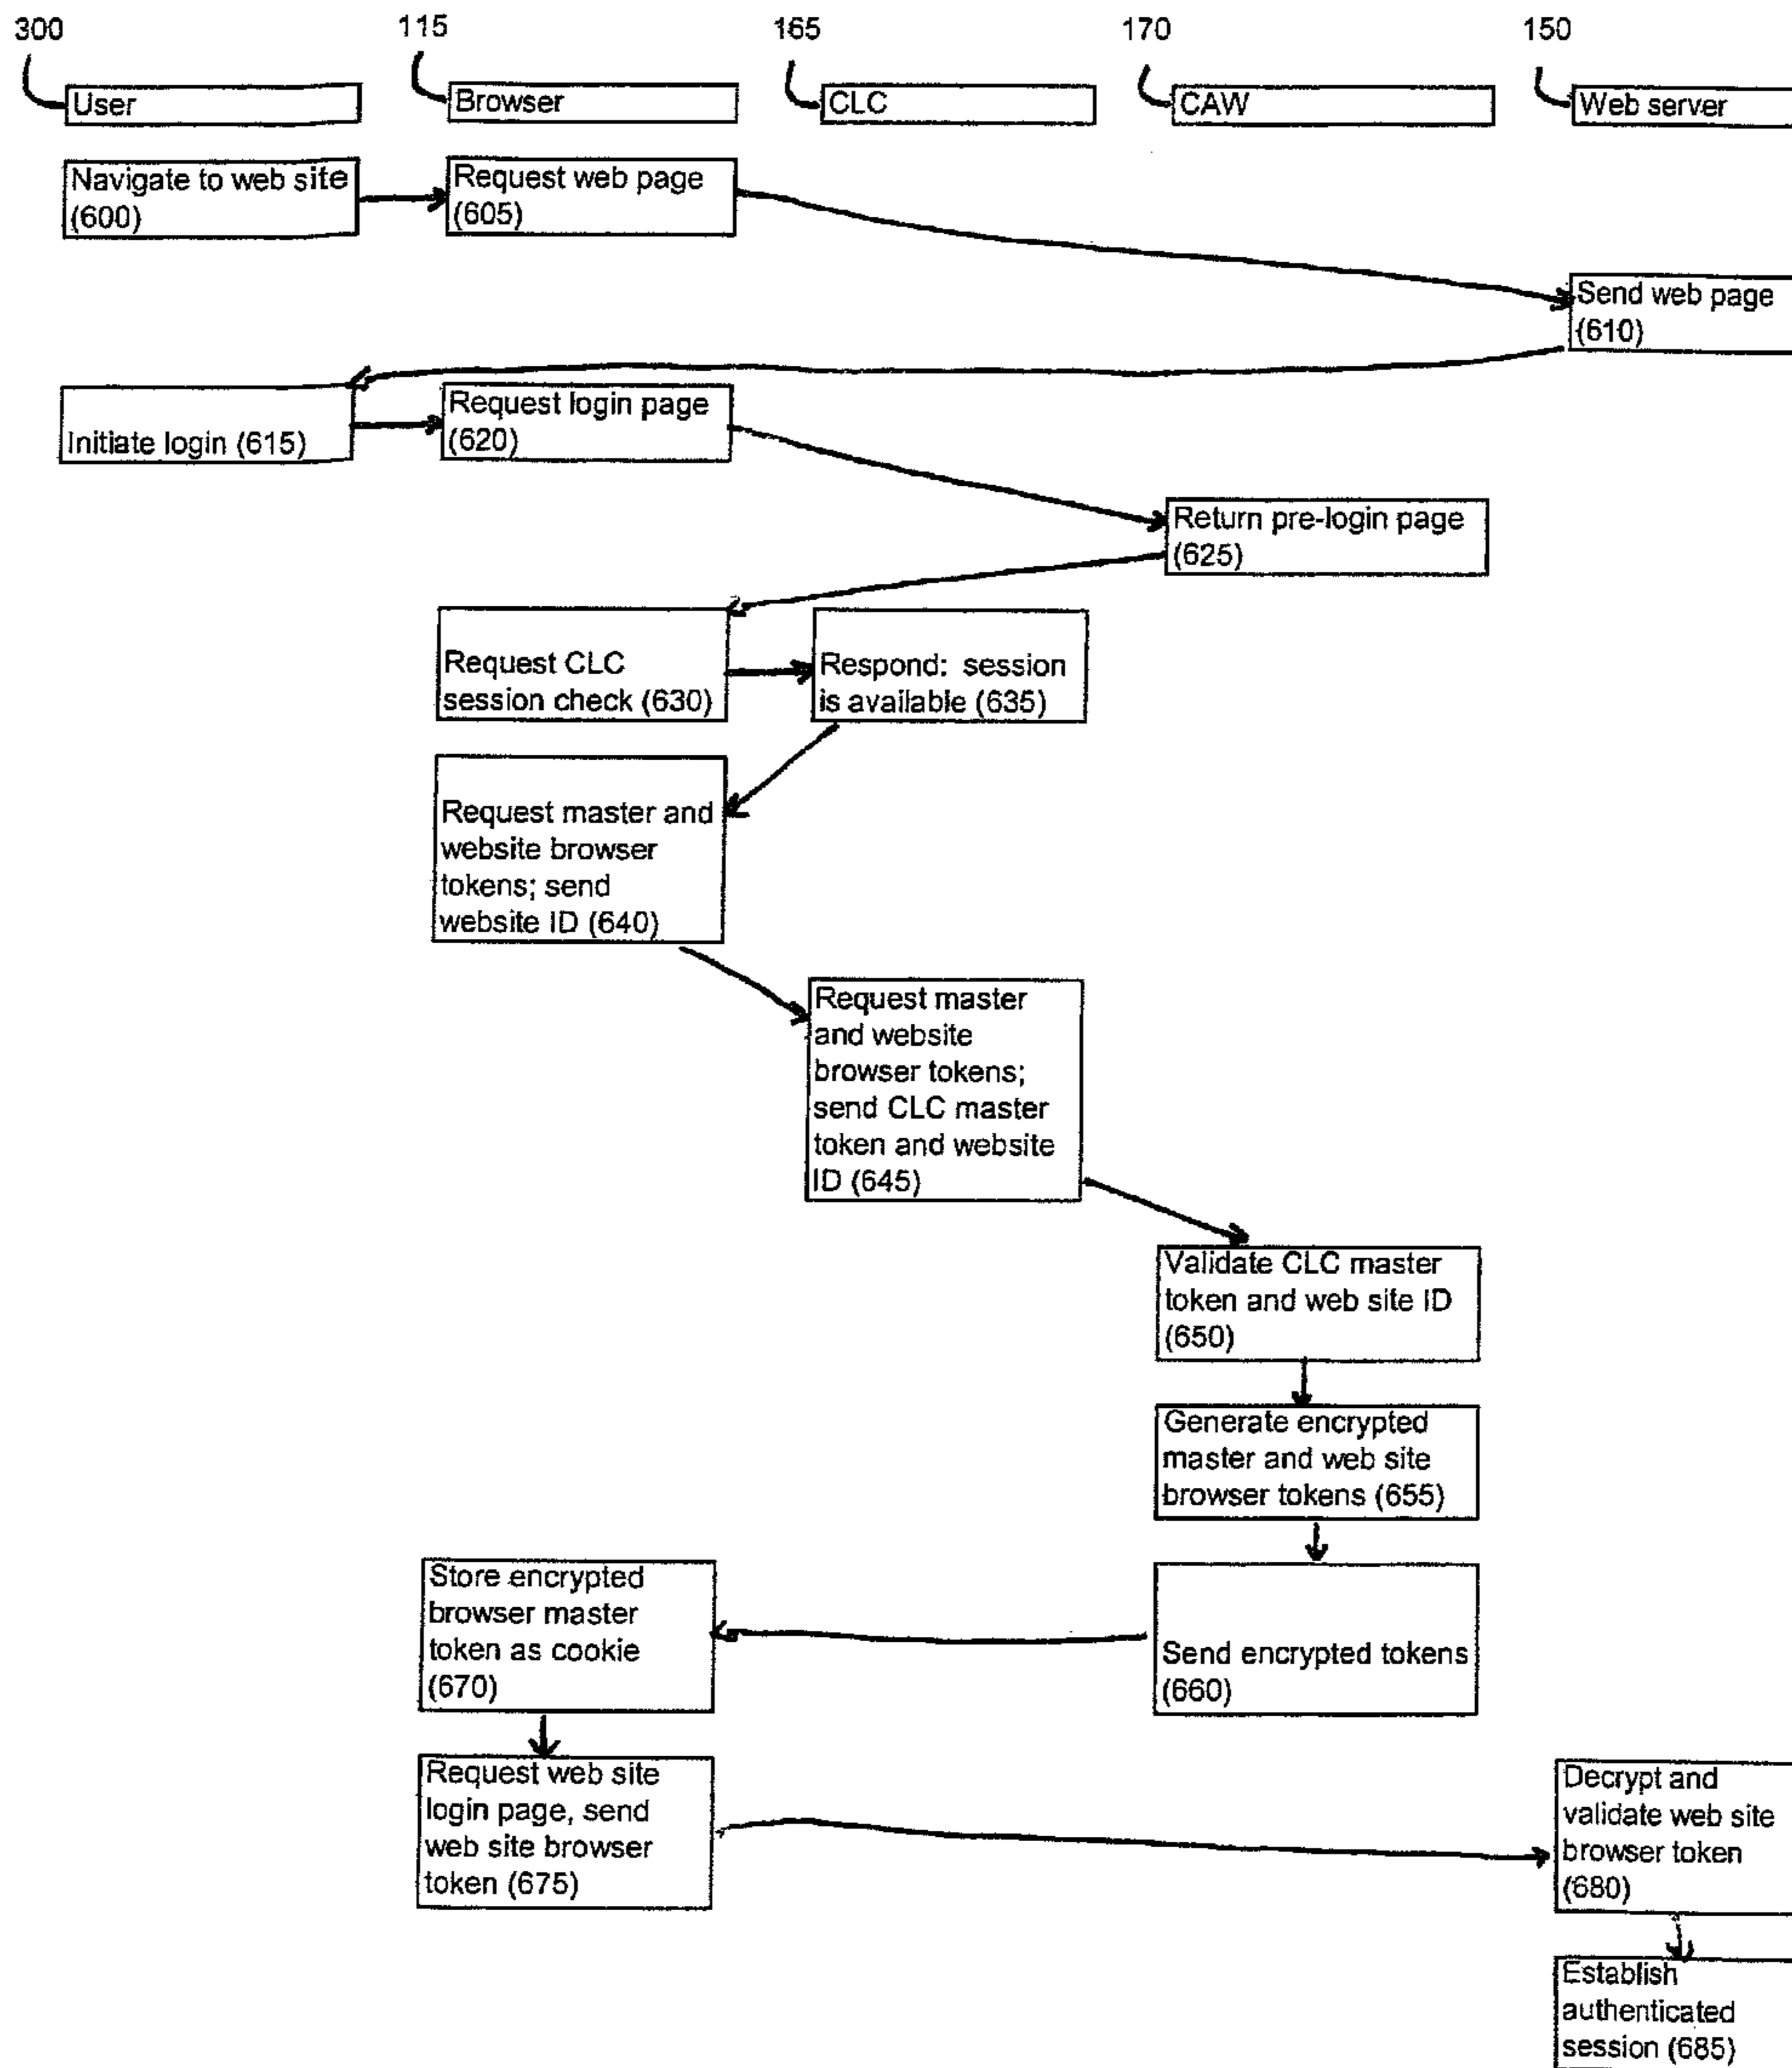 300
115
165
170
150
User
Browser
CLC
CAW
Web server
Navigate to web site
(600)
Request web page
(605)
Send web page
(610)
Initiate login (615)
Request login page
(620)
Return pre-login page
(625)
Request CLC
session check (630)
Respond: session
is available (635)
Request master and
website browser
tokens; send
website ID (640)
Request master
and website
browser tokens;
send CLC master
token and website
ID (645)
Validate CLC master
token and web site ID
(650)
Generate encrypted
master and web site
browser tokens (655)
Send encrypted tokens
(660)
Store encrypted
browser master
token as cookie
(670)
Request web site
login page, send
web site browser
token (675)
Decrypt and
validate web site
browser token
(680)
Establish
authenticated
session (685)